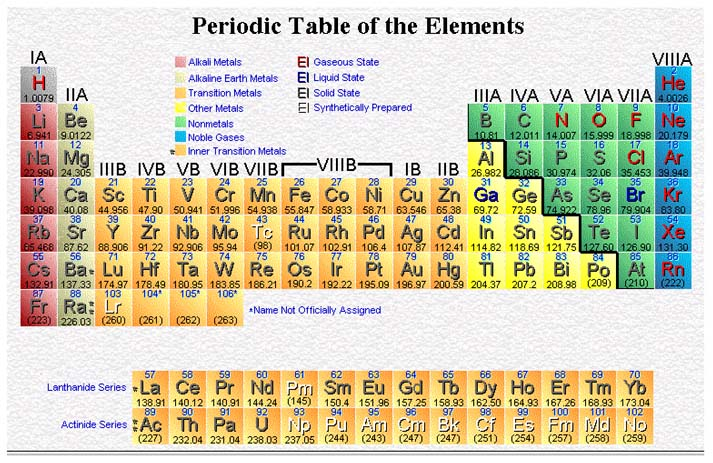 Periodic Table of the Elements
IA VIIIA
1 2
H He
1.0079 4.0026
IIA IIIA IVA VA VIA VIIA
Alkali Metals Gaseous State
Alkaline Earth Metals Liquid State
Transition Metals Solid State
Other Metals Synthetically Prepared
Nonmetals
Noble Gases
*Inner Transition Metals
3 4 5 6 7 8 9 10
Li Be B C N O F Ne
6.941 9.0122 10.81 12.011 14.007 15.999 18.998 20.179
11 12 13 14 15 16 17 18
Na Mg Al Si P S Cl Ar
22.990 24.305 26.982 28.086 30.974 32.06 35.453 39.948
IIIB IVB VB VIB VIIB VIIIB IB IIB
19 20 21 22 23 24 25 26 27 28 29 30 31 32 33 34 35 36
K Ca Sc Ti V Cr Mn Fe Co Ni Cu Zn Ga Ge As Se Br Kr
39.098 40.08 44.956 47.90 50.941 51.996 54.938 55.847 58.933 58.71 63.546 65.38 69.72 72.59 74.922 78.96 79.904 83.80
37 38 39 40 41 42 43 44 45 46 47 48 49 50 51 52 53 54
Rb Sr Y Zr Nb Mo Tc Ru Rh Pd Ag Cd In Sn Sb Te I Xe
65.468 87.62 88.906 91.22 92.906 95.94 (98) 101.07 102.91 106.4 107.87 112.41 114.82 118.69 121.75 127.60 126.90 131.30
55 56 71 72 73 74 75 76 77 78 79 80 81 82 83 84 85 86
Cs Ba* Lu Hf Ta W Re Os Ir Pt Au Hg Tl Pb Bi Po At Rn
132.91 137.33 174.97 178.49 180.95 183.85 186.21 190.2 192.22 195.09 196.97 200.59 204.37 207.2 208.98 (209) (210) (222)
87 88 103 104* 105* 106*
Fr Ra** Lr
(223) 226.03 (260) (261) (262) (263)
*Name Not Officially Assigned
57 58 59 60 61 62 63 64 65 66 67 68 69 70
Lanthanide Series *La Ce Pr Nd Pm Sm Eu Gd Tb Dy Ho Er Tm Yb
138.91 140.12 140.91 144.24 (145) 150.4 151.96 157.25 158.93 162.50 164.93 167.26 168.93 173.04
89 90 91 92 93 94 95 96 97 98 99 100 101 102
Actinide Series **Ac Th Pa U Np Pu Am Cm Bk Cf Es Fm Md No
(227) 232.04 231.04 238.03 237.05 (244) (243) (247) (247) (251) (254) (257) (258) (259)